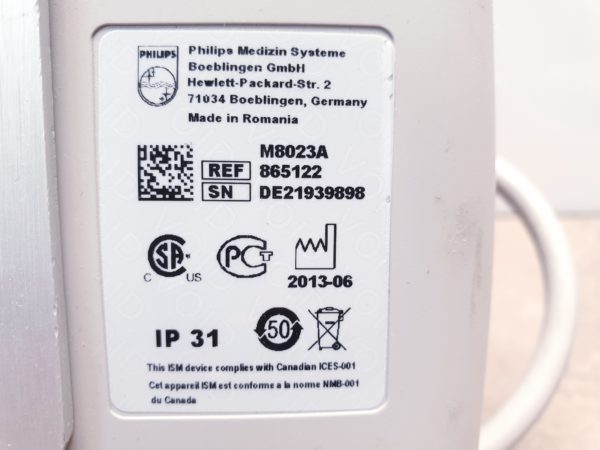 PHILIPS
Philips Medizin Systeme
Boeblingen GmbH
Hewlett-Packard-Str. 2
71034 Boeblingen, Germany
Made in Romania
M8023A
REF 865122
SN DE21939898
C SA US
PCT
2013-06
IP 31
50
This ISM device complies with Canadian ICES-001
Cet appareil ISM est conforme a la norme NMB-001
du Canada